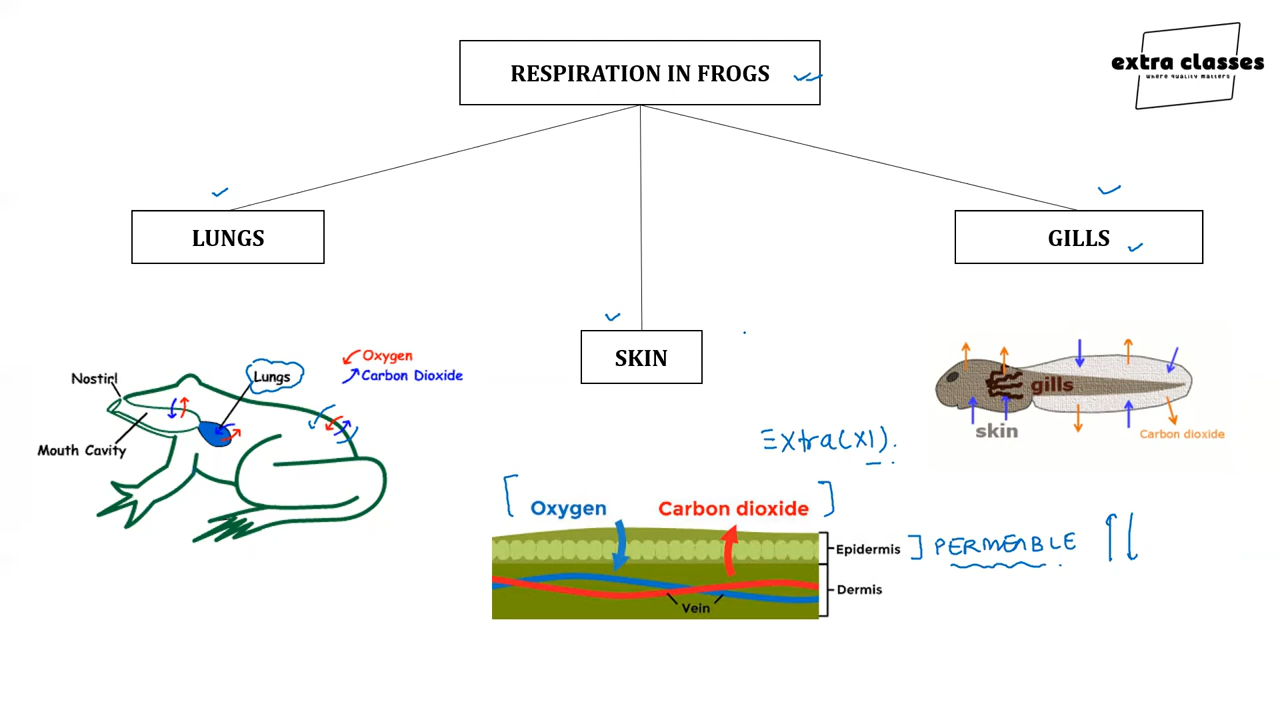 RESPIRATION IN FROGS
extra classes
where quality matters
LUNGS
GILLS
SKIN
Nostirl
Lungs
Oxygen
Carbon Dioxide
Mouth Cavity
gills
skin
Carbon dioxide
Extra(XI).
Oxygen
Carbon dioxide
Epidermis
PERMEABLE
Dermis
Vein